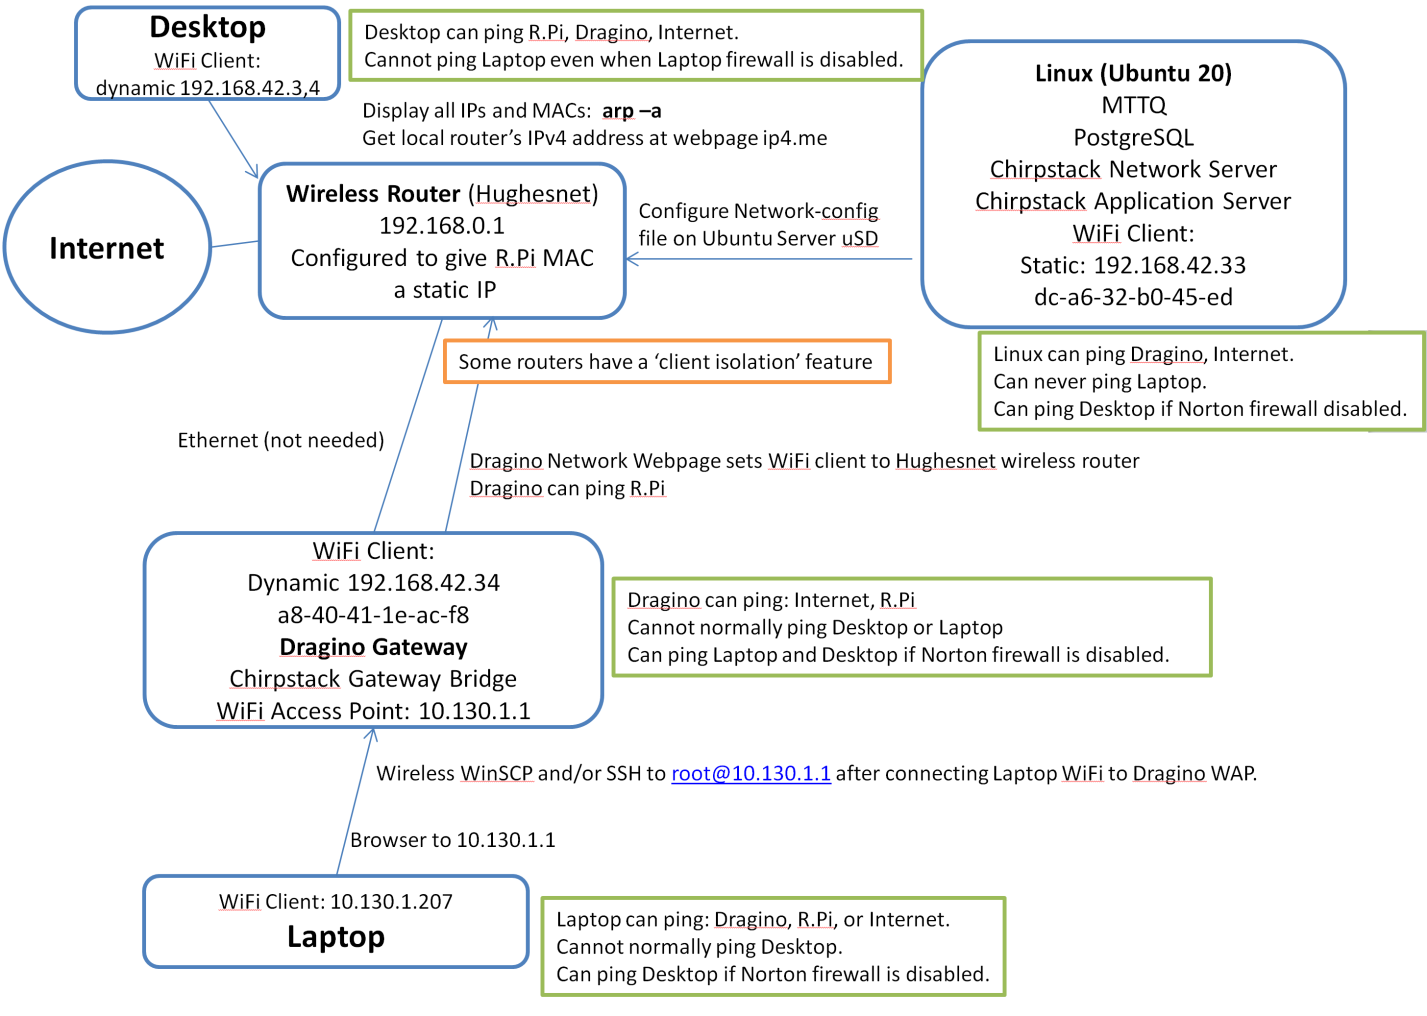 Desktop
WiFi Client:
dynamic 192.168.42.3,4
Desktop can ping R.Pi, Dragino, Internet.
Cannot ping Laptop even when Laptop firewall is disabled.
Display all IPs and MACs: arp –a
Get local router's IPv4 address at webpage ip4.me
Linux (Ubuntu 20)
MTTQ
PostgreSQL
Chirpstack Network Server
Chirpstack Application Server
WiFi Client:
Static: 192.168.42.33
dc-a6-32-b0-45-ed
Internet
Wireless Router (Hughesnet)
192.168.0.1
Configured to give R.Pi MAC
a static IP
Configure Network-config
file on Ubuntu Server uSD
Linux can ping Dragino, Internet.
Can never ping Laptop.
Can ping Desktop if Norton firewall disabled.
Some routers have a ‘client isolation’ feature
Ethernet (not needed)
Dragino Network Webpage sets WiFi client to Hughesnet wireless router
Dragino can ping R.Pi
WiFi Client:
Dynamic 192.168.42.34
a8-40-41-1e-ac-f8
Dragino Gateway
Chirpstack Gateway Bridge
WiFi Access Point: 10.130.1.1
Dragino can ping: Internet, R.Pi
Cannot normally ping Desktop or Laptop
Can ping Laptop and Desktop if Norton firewall is disabled.
Wireless WinSCP and/or SSH to root@10.130.1.1 after connecting Laptop WiFi to Dragino WAP.
Browser to 10.130.1.1
WiFi Client: 10.130.1.207
Laptop
Laptop can ping: Dragino, R.Pi, or Internet.
Cannot normally ping Desktop.
Can ping Desktop if Norton firewall is disabled.